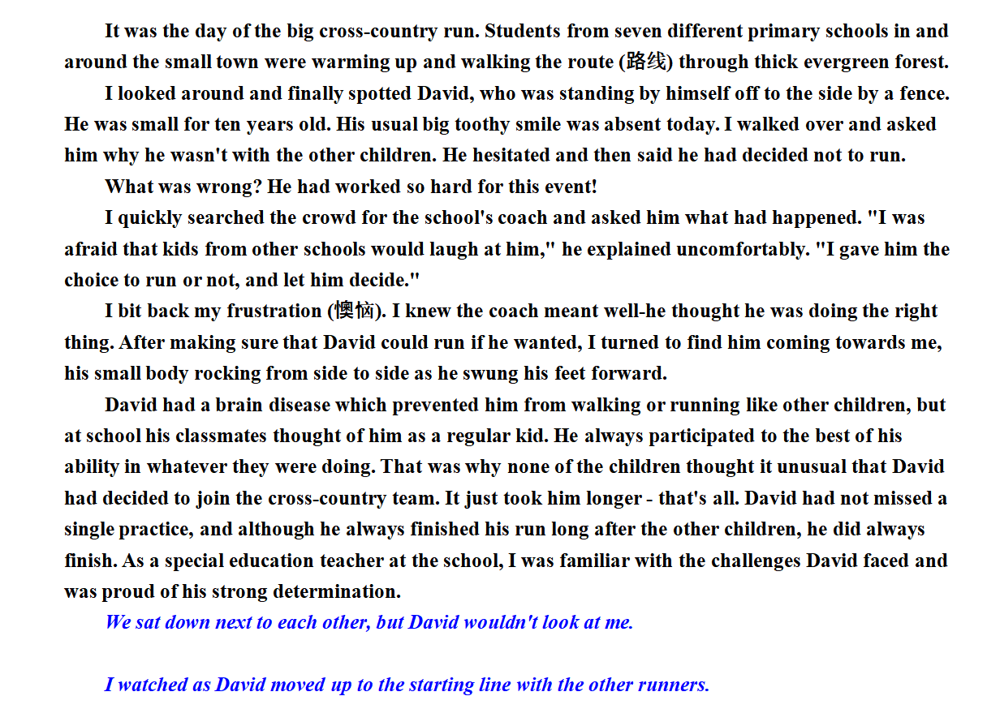 It was the day of the big cross-country run. Students from seven different primary schools in and
around the small town were warming up and walking the route (路线) through thick evergreen forest.
I looked around and finally spotted David, who was standing by himself off to the side by a fence.
He was small for ten years old. His usual big toothy smile was absent today. I walked over and asked
him why he wasn't with the other children. He hesitated and then said he had decided not to run.
What was wrong? He had worked so hard for this event!
I quickly searched the crowd for the school's coach and asked him what had happened. "I was
afraid that kids from other schools would laugh at him," he explained uncomfortably. "I gave him the
choice to run or not, and let him decide."
I bit back my frustration (懊恼). I knew the coach meant well-he thought he was doing the right
thing. After making sure that David could run if he wanted, I turned to find him coming towards me,
his small body rocking from side to side as he swung his feet forward.
David had a brain disease which prevented him from walking or running like other children, but
at school his classmates thought of him as a regular kid. He always participated to the best of his
ability in whatever they were doing. That was why none of the children thought it unusual that David
had decided to join the cross-country team. It just took him longer - that's all. David had not missed a
single practice, and although he always finished his run long after the other children, he did always
finish. As a special education teacher at the school, I was familiar with the challenges David faced and
was proud of his strong determination.
We sat down next to each other, but David wouldn't look at me.
I watched as David moved up to the starting line with the other runners.